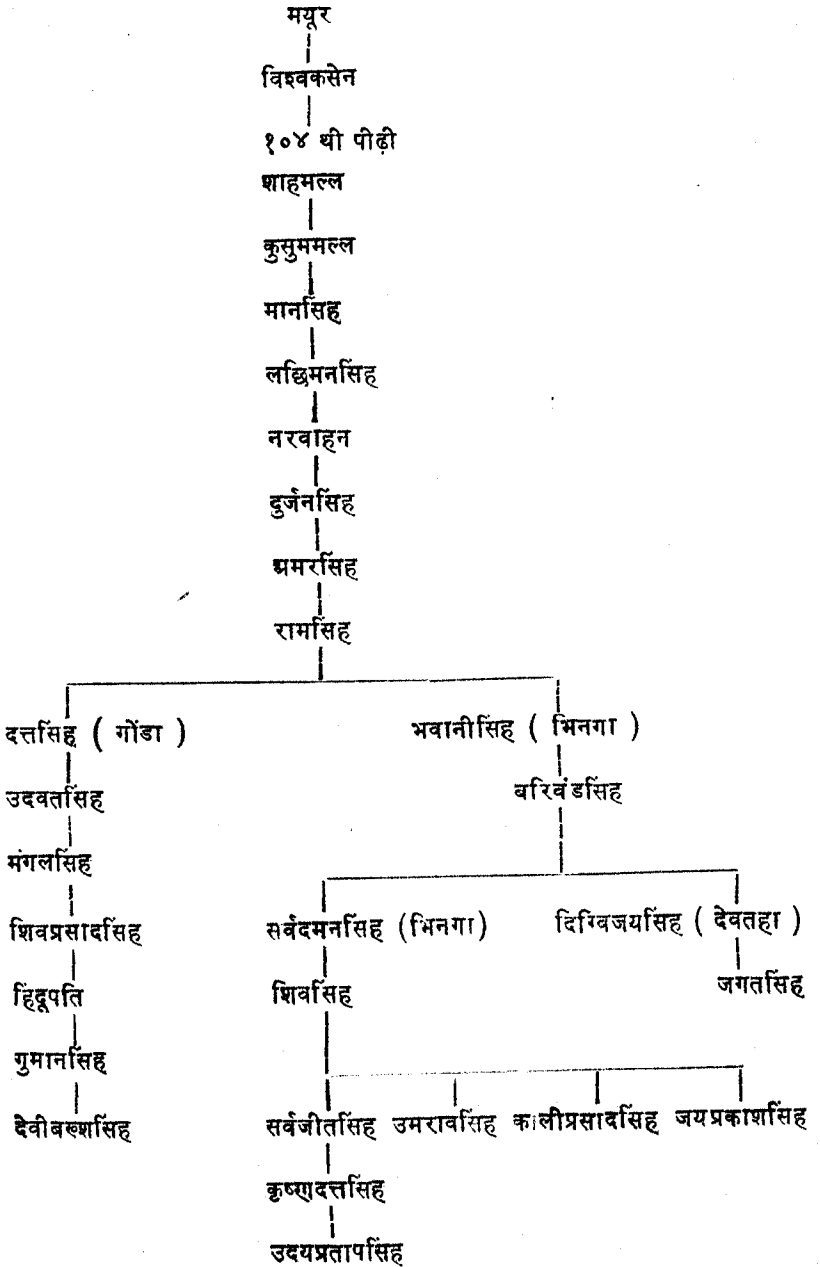 मयूर
विश्वकसेन
१०४ थी पीढ़ी
शाहमल्ल
कुसुममल्ल
मानसिंह
लछिमनसिंह
नरवाहन
दुर्जनसिंह
अमरसिंह
रामसिंह
दत्तसिंह ( गोंडा ) भवानीसिंह ( भिनगा )
उदवतसिंह बरिवंडसिंह
मंगलसिंह
शिवप्रसादसिंह सर्वदमनसिंह (भिनगा) दिग्विजयसिंह ( देवतहा )
हिंदूपति शिवसिंह जगतसिंह
गुमानसिंह
देवीबख्शसिंह सर्वजीतसिंह उमरावसिंह कालीप्रसादसिंह जयप्रकाशसिंह
कृष्णदत्तसिंह
उदयप्रतापसिंह